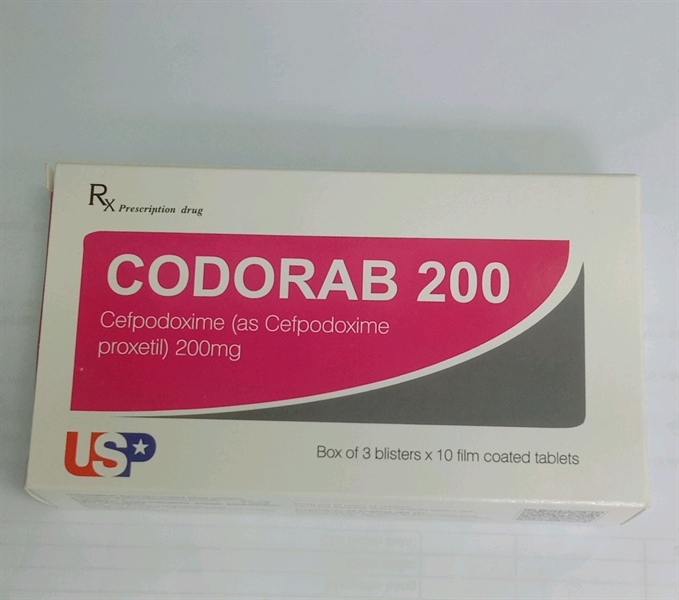 Rx Prescription drug
CODORAB 200
Cefpodoxime (as Cefpodoxime
proxetil) 200mg
USP
Box of 3 blisters x 10 film coated tablets